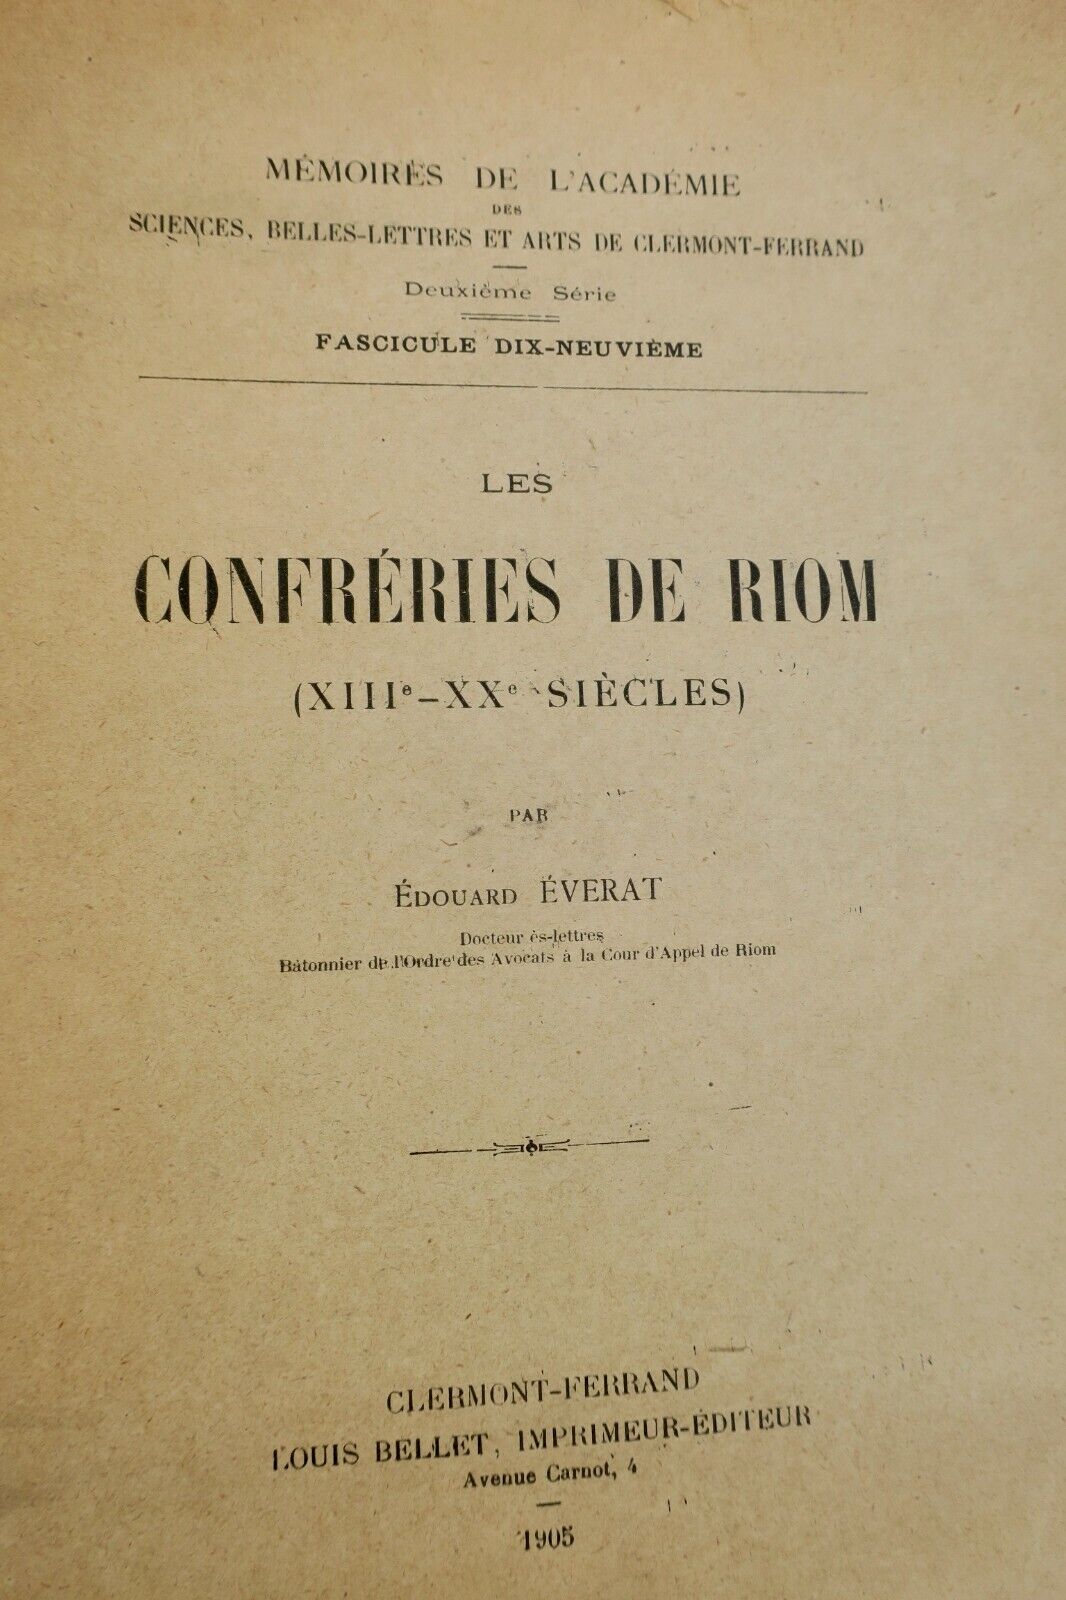 MÉMOIRES DE L'ACADÉMIE
DES
SCIENCES, BELLES-LETTRES ET ARTS DE CLERMONT-FERRAND
Deuxième Série
FASCICULE DIX-NEUVIÈME
LES
CONFRÉRIES DE RIOM
(XIIIe-XXe SIÈCLES)
PAR
ÉDOUARD ÉVERAT
Docteur ès-lettres
Bâtonnier de l'Ordre des Avocats à la Cour d'Appel de Riom
CLERMONT-FERRAND
LOUIS BELLET, IMPRIMEUR-ÉDITEUR
Avenue Carnot, 4
1905